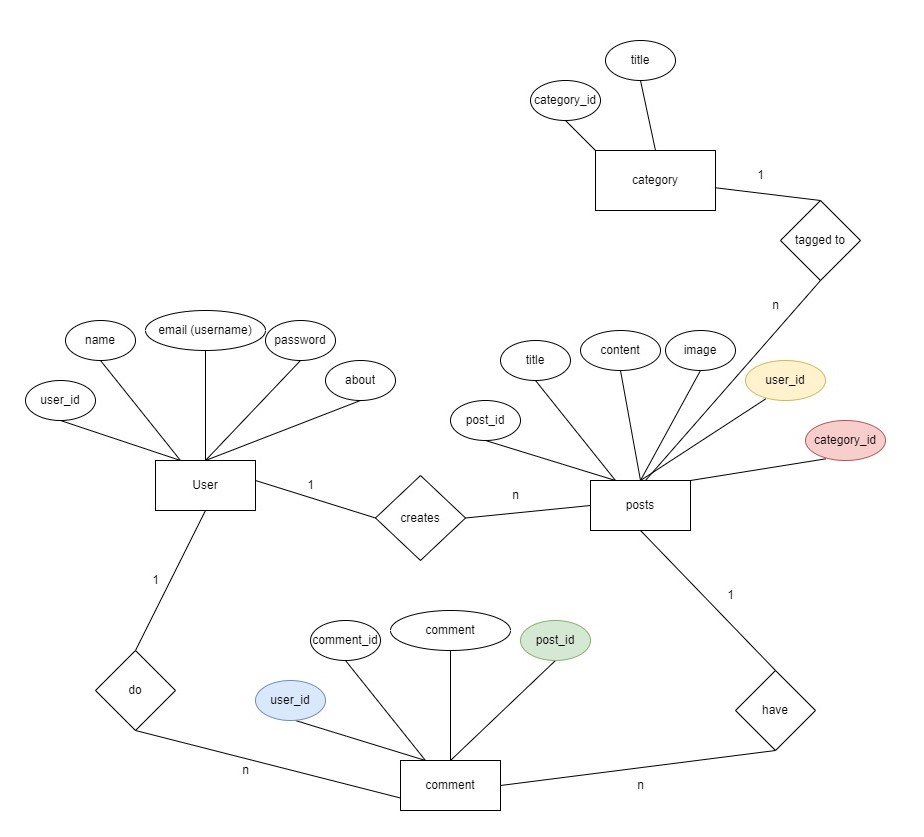 title
category_id
category
1
tagged to
n
email (username)
name
password
content
image
title
about
user_id
user_id
post_id
category_id
User
1
n
posts
creates
1
1
comment_id
comment
post_id
do
user_id
have
n
comment
n